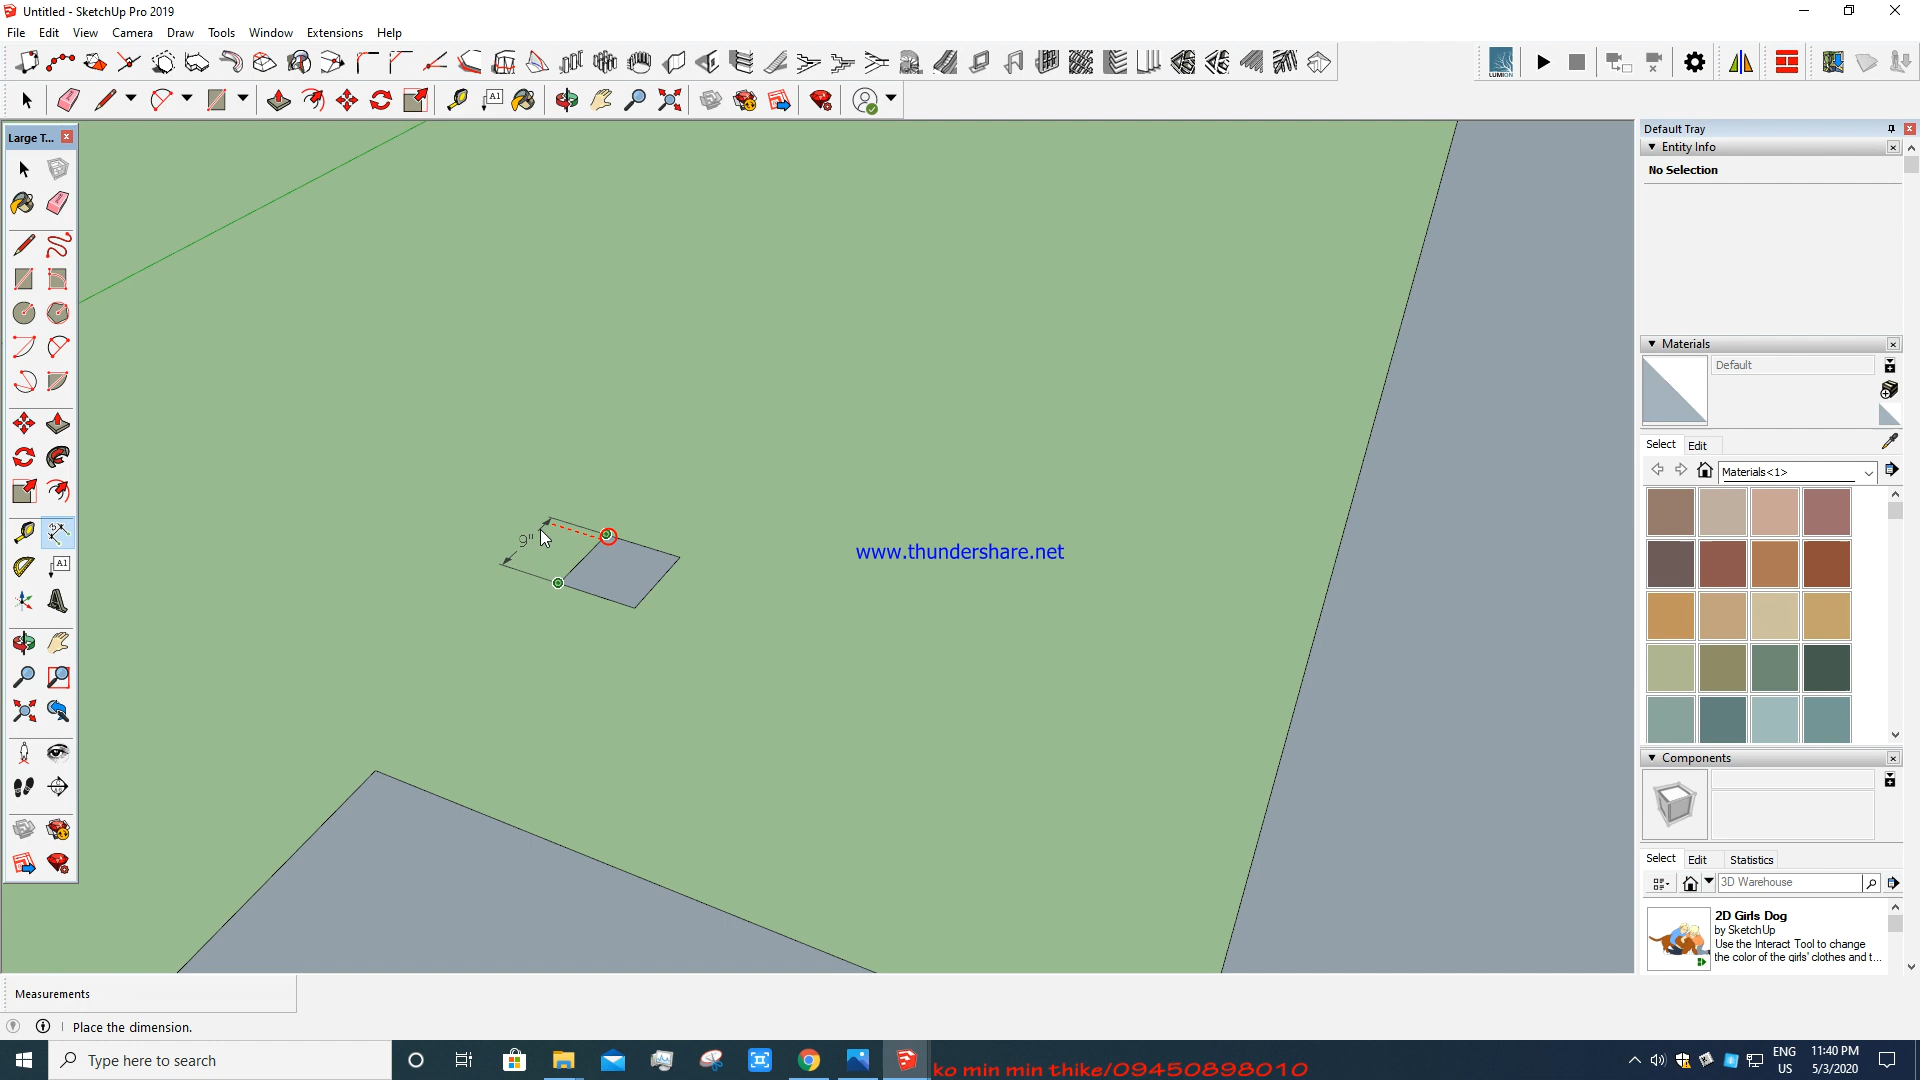 Untitled - SketchUp Pro 2019
File Edit View Camera Draw Tools Window Extensions Help
LUMION
A1
Large T...
Default Tray
Entity Info
No Selection
Materials
Default
Select Edit
Materials<1>
9"
www.thundershare.net
A1
Components
Select Edit Statistics
3D Warehouse
2D Girls Dog
by SketchUp
Use the Interact Tool to change
the color of the girls' clothes and t...
Measurements
Place the dimension.
Type here to search
ko min min thike/09450898010
ENG
US
11:40 PM
5/3/2020